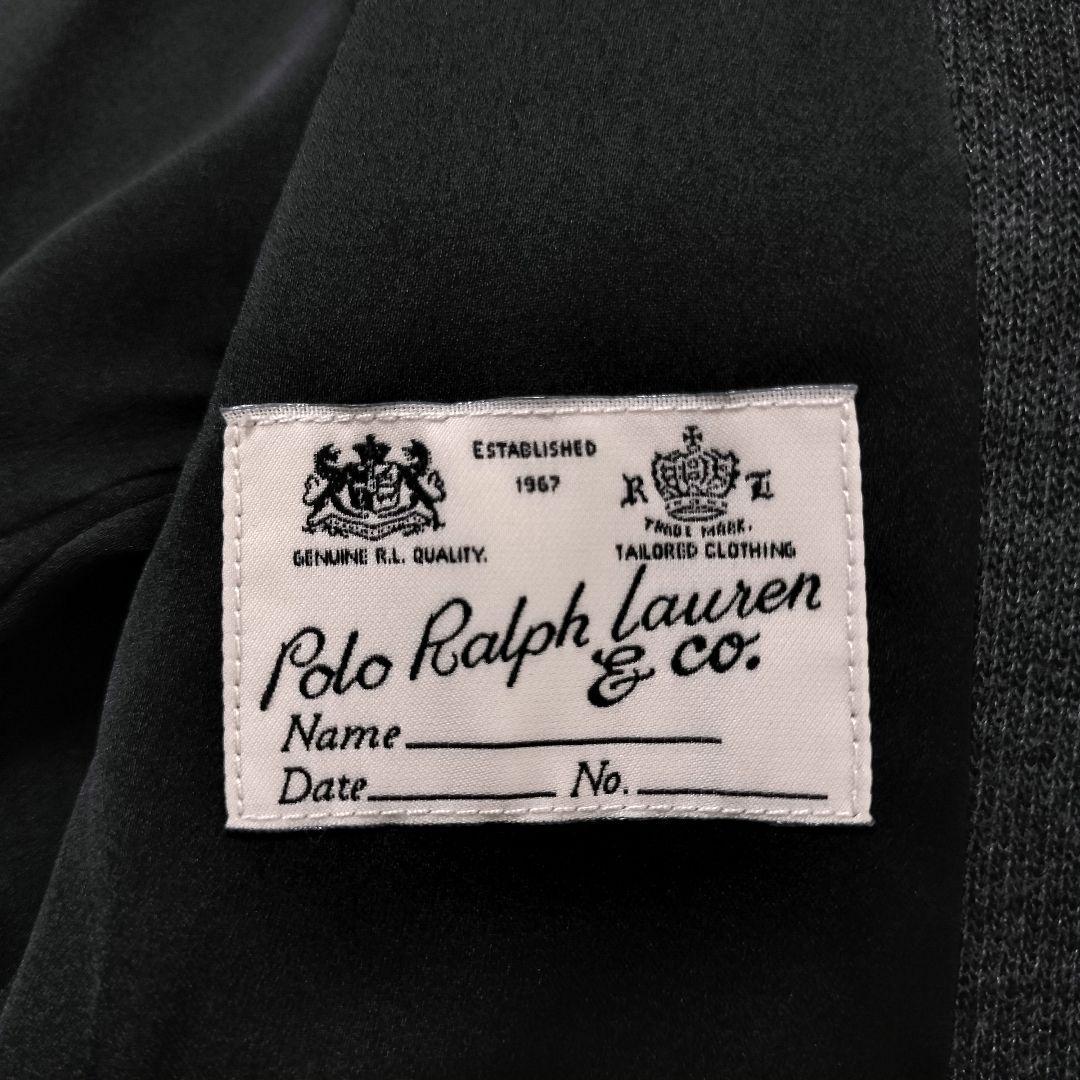 ESTABLISHED
1967
GENUINE R.L. QUALITY.
R L
TRADE MARK.
TAILORED CLOTHING
Polo Ralph Lauren
& co.
Name
Date No.